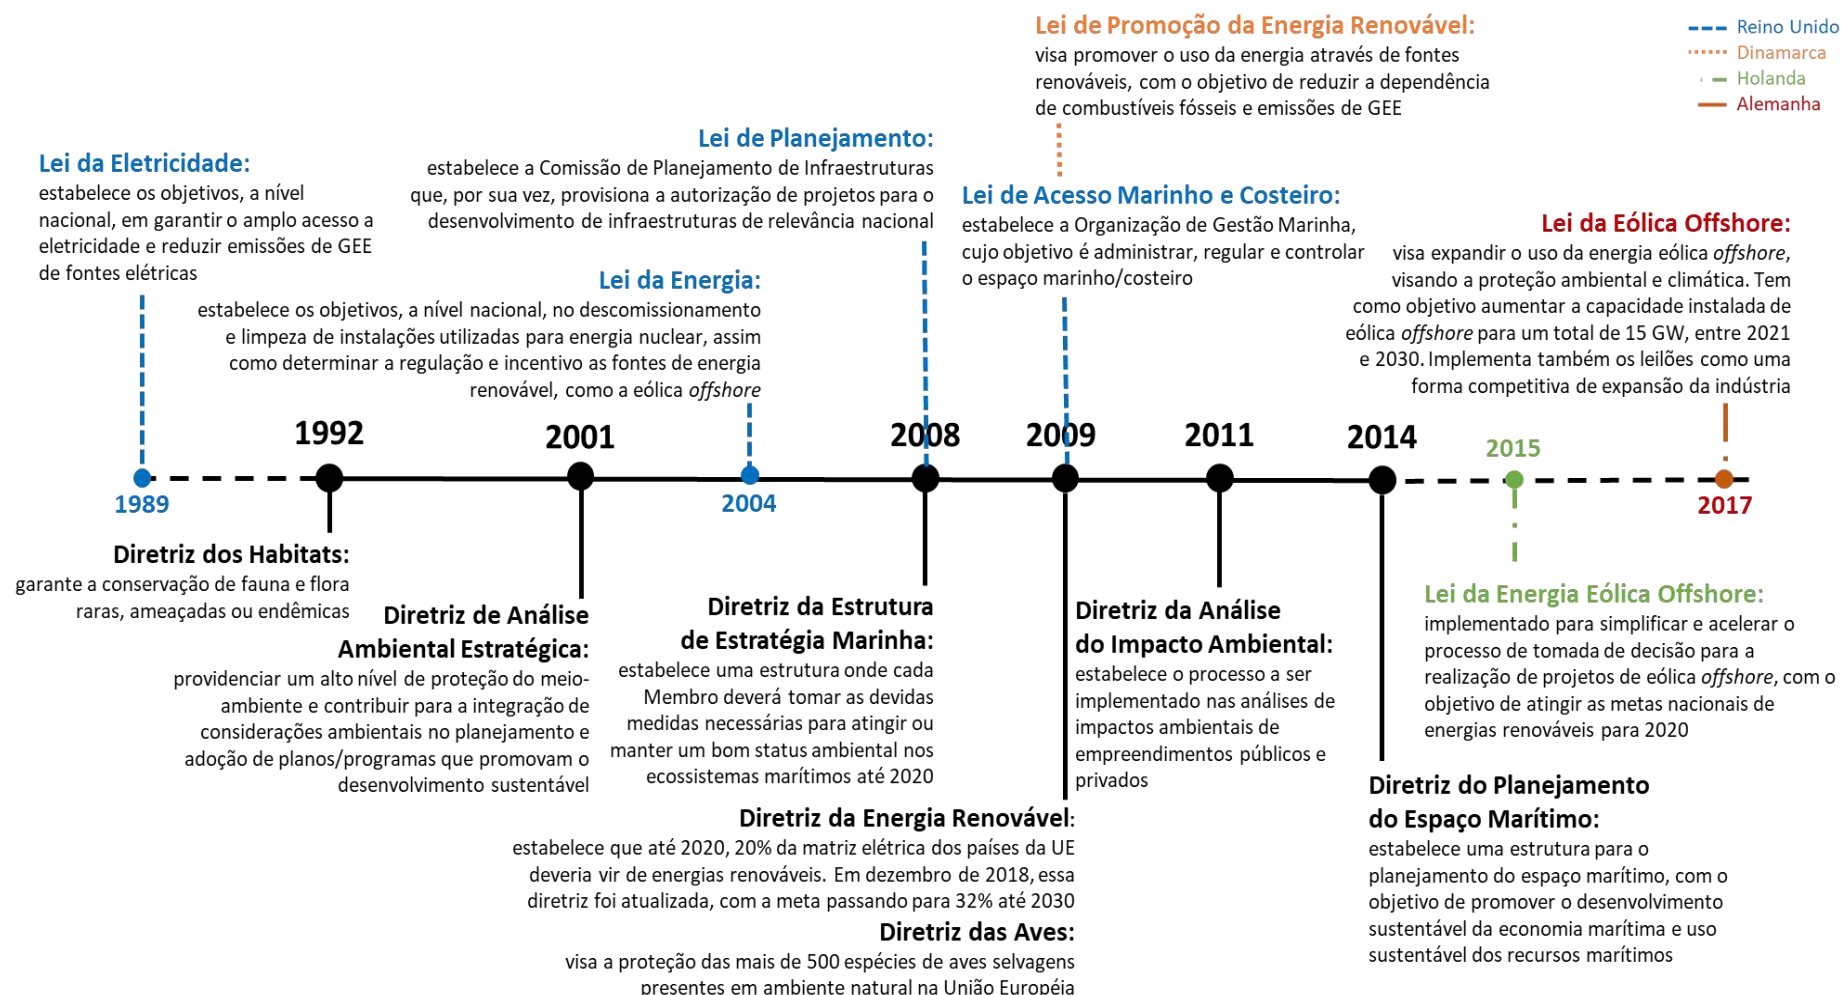 Lei de Promoção da Energia Renovável:
visa promover o uso da energia através de fontes
renováveis, com o objetivo de reduzir a dependência
de combustíveis fósseis e emissões de GEE
Reino Unido
Dinamarca
Holanda
Alemanha
Lei da Eletricidade:
estabelece os objetivos, a nível
nacional, em garantir o amplo acesso a
eletricidade e reduzir emissões de GEE
de fontes elétricas
Lei de Planejamento:
estabelece a Comissão de Planejamento de Infraestruturas
que, por sua vez, provisiona a autorização de projetos para o
desenvolvimento de infraestruturas de relevância nacional
Lei de Acesso Marinho e Costeiro:
estabelece a Organização de Gestão Marinha,
cujo objetivo é administrar, regular e controlar
o espaço marinho/costeiro
Lei da Eólica Offshore:
visa expandir o uso da energia eólica offshore,
visando a proteção ambiental e climática. Tem
como objetivo aumentar a capacidade instalada de
eólica offshore para um total de 15 GW, entre 2021
e 2030. Implementa também os leilões como uma
forma competitiva de expansão da indústria
Lei da Energia:
estabelece os objetivos, a nível nacional, no descomissionamento
e limpeza de instalações utilizadas para energia nuclear, assim
como determinar a regulação e incentivo as fontes de energia
renovável, como a eólica offshore
1992
2001
2008
2009
2011
2014
2015
1989
2004
2017
Diretriz dos Habitats:
garante a conservação de fauna e flora
raras, ameaçadas ou endêmicas
Diretriz de Análise
Ambiental Estratégica:
providenciar um alto nível de proteção do meio-
ambiente e contribuir para a integração de
considerações ambientais no planejamento e
adoção de planos/programas que promovam o
desenvolvimento sustentável
Diretriz da Estrutura
de Estratégia Marinha:
estabelece uma estrutura onde cada
Membro deverá tomar as devidas
medidas necessárias para atingir ou
manter um bom status ambiental nos
ecossistemas marítimos até 2020
Diretriz da Análise
do Impacto Ambiental:
estabelece o processo a ser
implementado nas análises de
impactos ambientais de
empreendimentos públicos e
privados
Lei da Energia Eólica Offshore:
implementado para simplificar e acelerar o
processo de tomada de decisão para a
realização de projetos de eólica offshore, com o
objetivo de atingir as metas nacionais de
energias renováveis para 2020
Diretriz da Energia Renovável:
estabelece que até 2020, 20% da matriz elétrica dos países da UE
deveria vir de energias renováveis. Em dezembro de 2018, essa
diretriz foi atualizada, com a meta passando para 32% até 2030
Diretriz das Aves:
visa a proteção das mais de 500 espécies de aves selvagens
presentes em ambiente natural na União Européia
Diretriz do Planejamento
do Espaço Marítimo:
estabelece uma estrutura para o
planejamento do espaço marítimo, com o
objetivo de promover o desenvolvimento
sustentável da economia marítima e uso
sustentável dos recursos marítimos